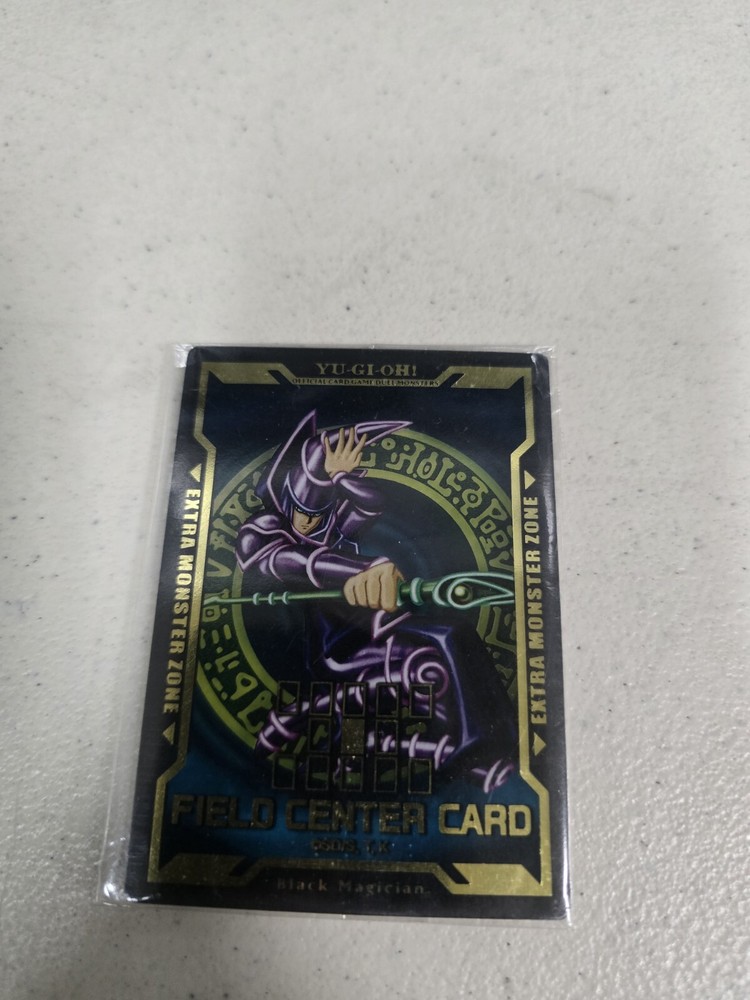 YU-GI-OH!
OFFICIAL CARD GAME DUEL MONSTERS
EXTRA MONSTER ZONE
EXTRA MONSTER ZONE
FIELD CENTER CARD
Black Magician